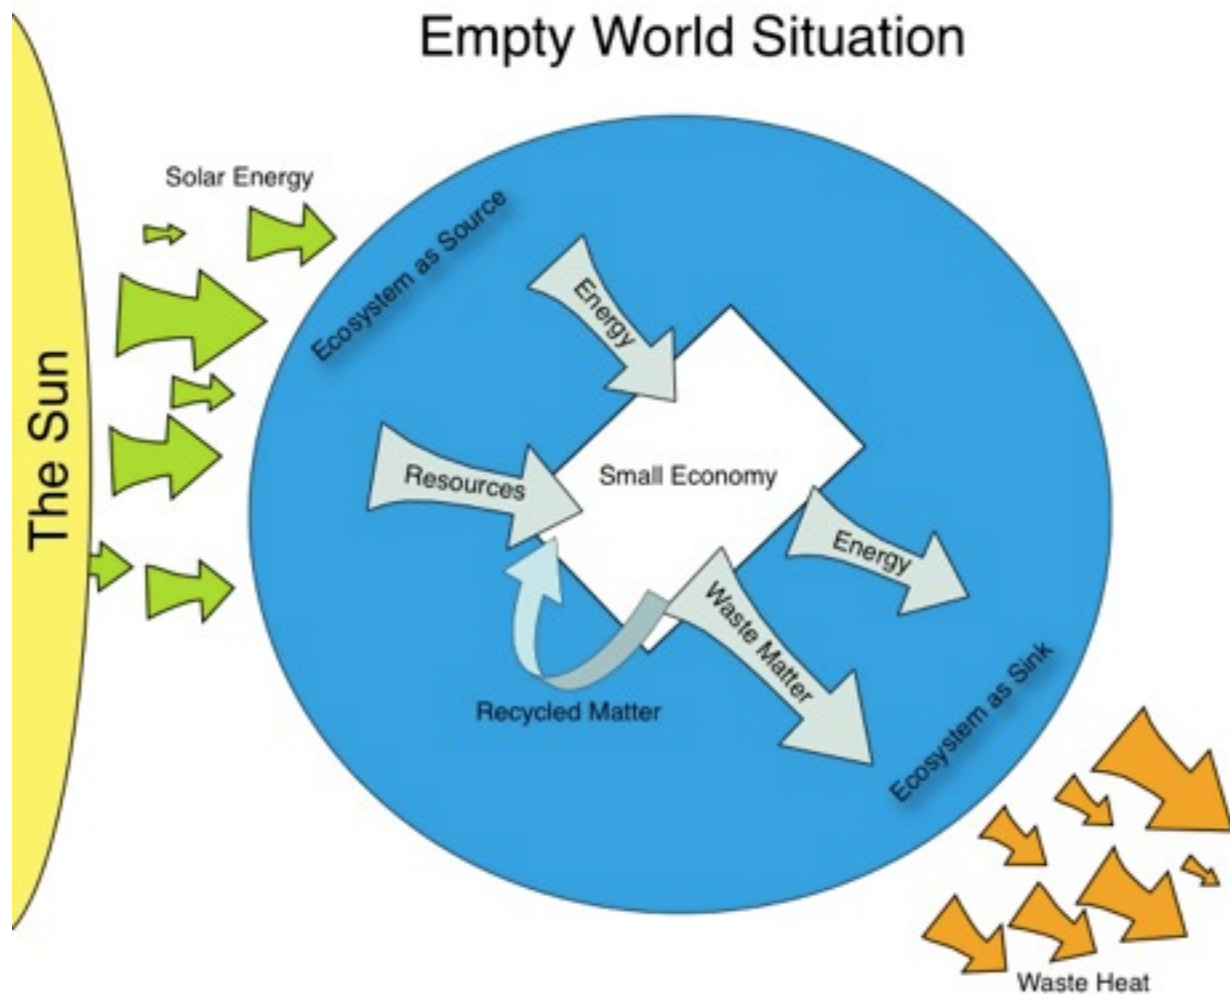 Empty World Situation
Solar Energy
The Sun
Ecosystem as Source
Energy
Resources
Small Economy
Energy
Waste Matter
Recycled Matter
Ecosystem as Sink
Waste Heat